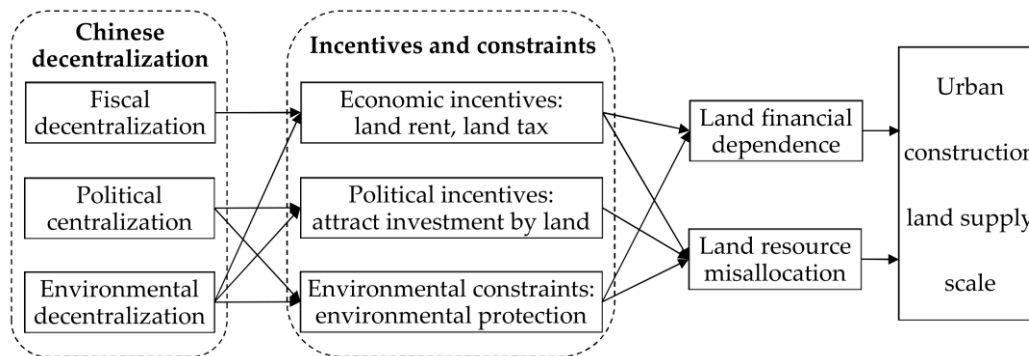 Chinese
decentralization
Fiscal
decentralization
Political
centralization
Environmental
decentralization
Incentives and constraints
Economic incentives:
land rent, land tax
Political incentives:
attract investment by land
Environmental constraints:
environmental protection
Land financial
dependence
Land resource
misallocation
Urban
construction
land supply
scale